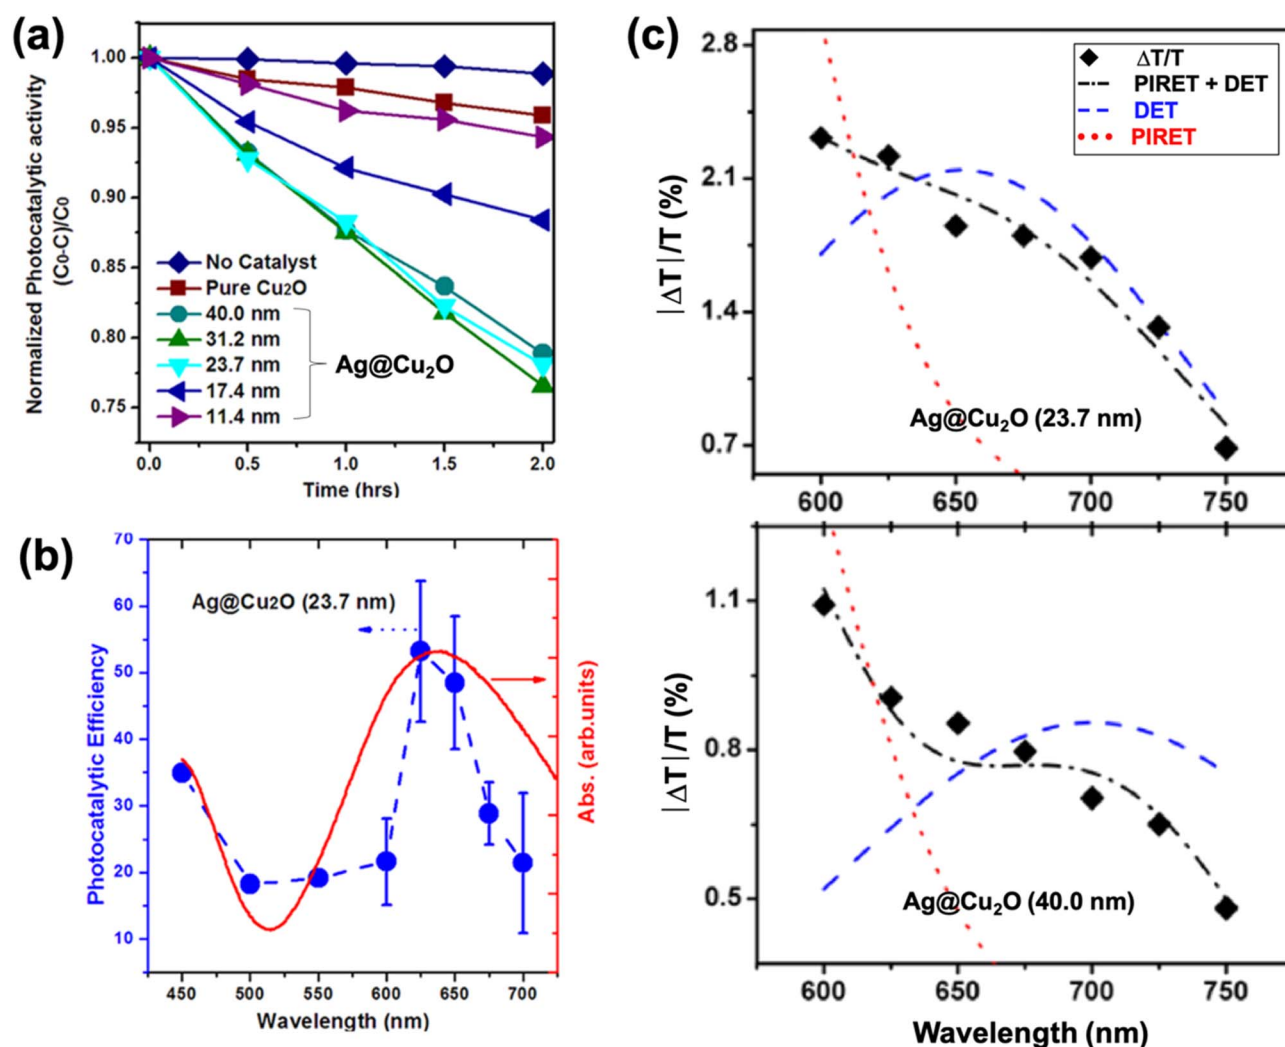 (a)
Normalized Photocatalytic activity
(C₀-C)/C₀
1.00
0.95
0.90
0.85
0.80
0.75
No Catalyst
Pure Cu₂O
40.0 nm
31.2 nm
23.7 nm
17.4 nm
11.4 nm
Ag@Cu₂O
0.0 0.5 1.0 1.5 2.0
Time (hrs)
(b)
Photocatalytic Efficiency
70
60
50
40
30
20
10
Ag@Cu₂O (23.7 nm)
Abs. (arb.units)
450 500 550 600 650 700
Wavelength (nm)
(c)
|ΔT|/T (%)
2.8
2.1
1.4
0.7
ΔT/T
PIRET + DET
DET
PIRET
Ag@Cu₂O (23.7 nm)
600 650 700 750
|ΔT|/T (%)
1.1
0.8
0.5
Ag@Cu₂O (40.0 nm)
600 650 700 750
Wavelength (nm)